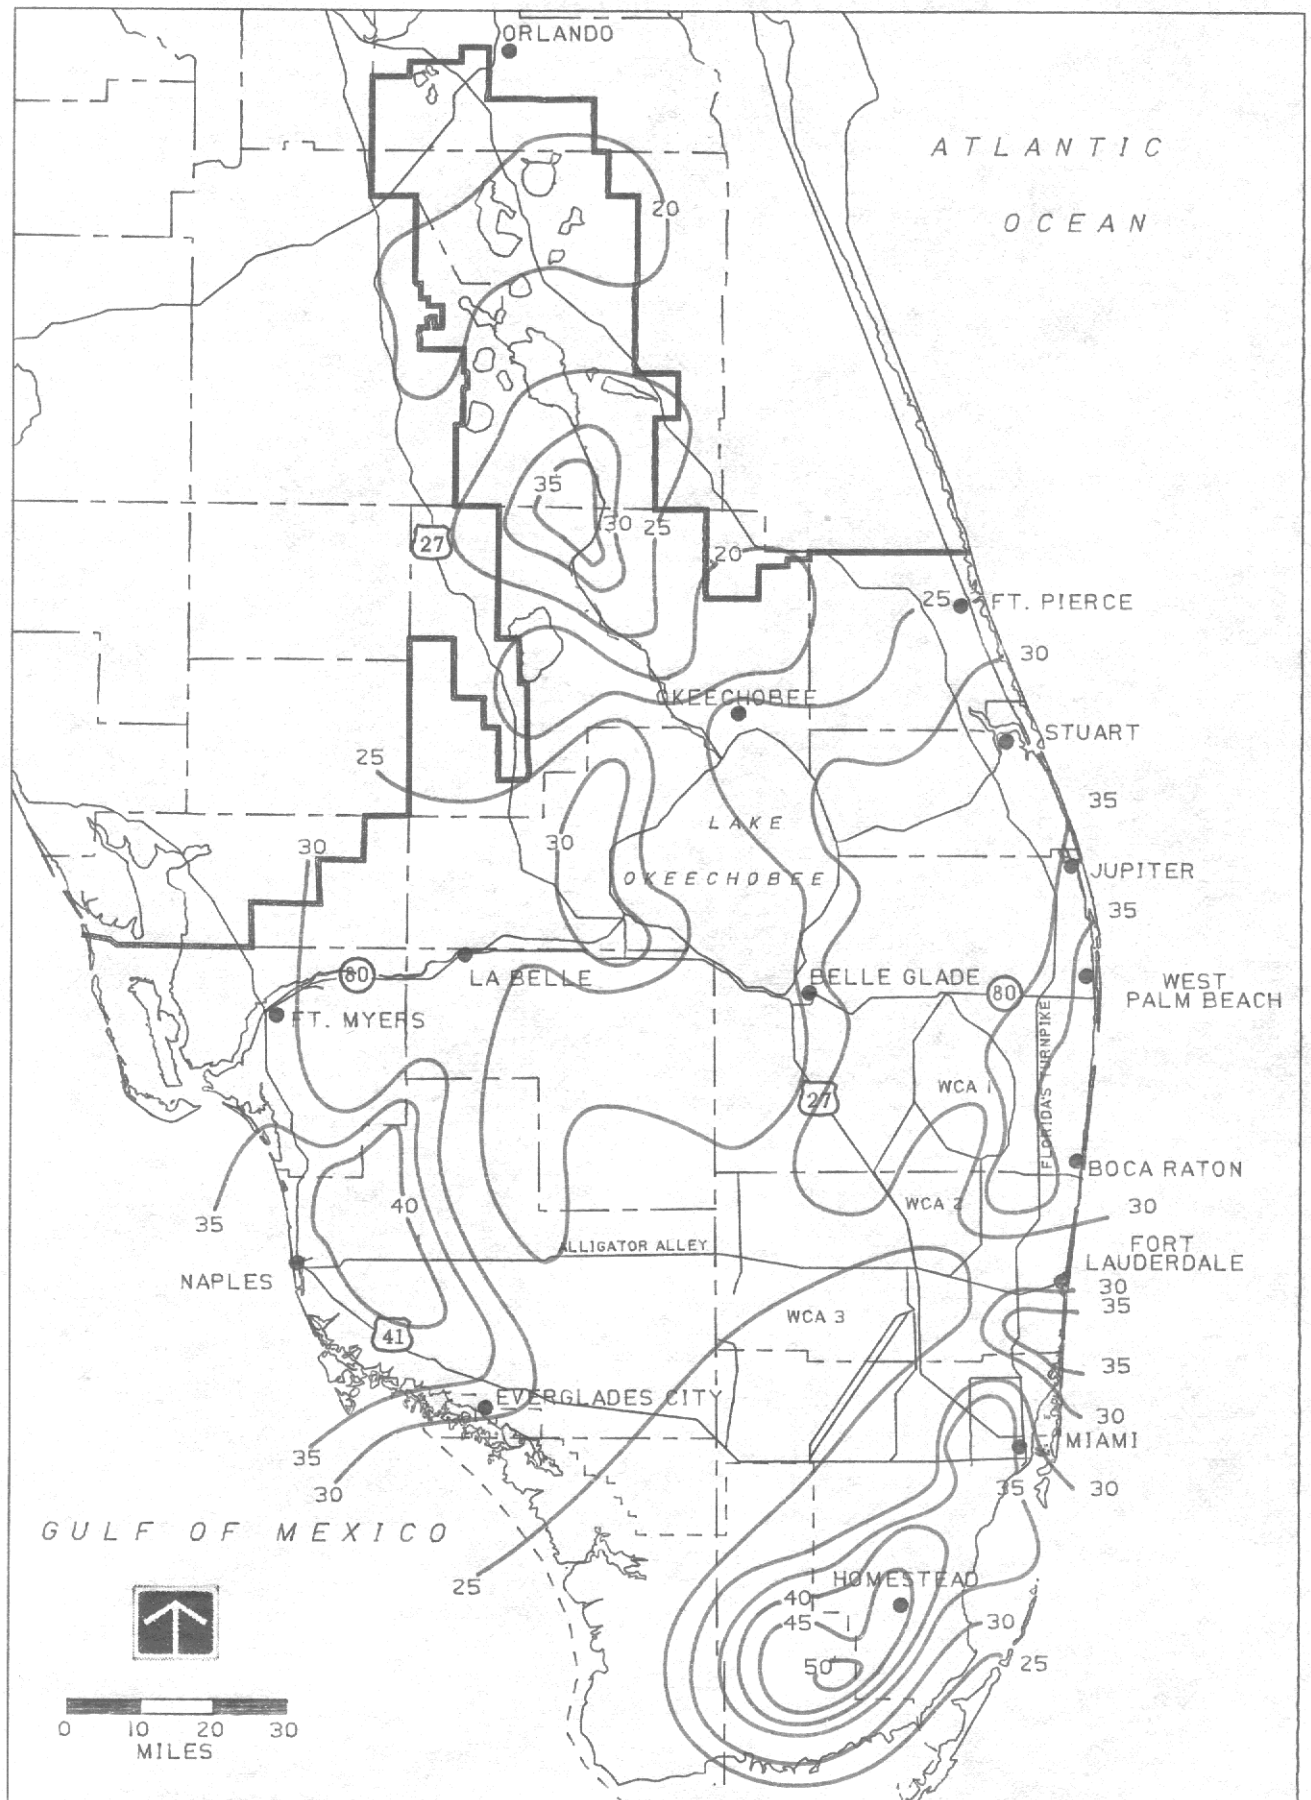 ORLANDO
ATLANTIC
OCEAN
20
35
30
25
27
20
25
FT. PIERCE
30
OKEECHOBEE
STUART
25
35
LAKE
30
30
OKEECHOBEE
JUPITER
35
80
LA BELLE
BELLE GLADE
80
WEST
PALM BEACH
FT. MYERS
FLORIDA'S TURNPIKE
WCA 1
27
BOCA RATON
40
WCA 2
30
35
ALLIGATOR ALLEY
FORT
LAUDERDALE
NAPLES
30
35
WCA 3
41
35
EVERGLADES CITY
30
MIAMI
35
30
35
30
GULF OF MEXICO
25
HOMESTEAD
40
45
30
50
25
0 10 20 30
MILES